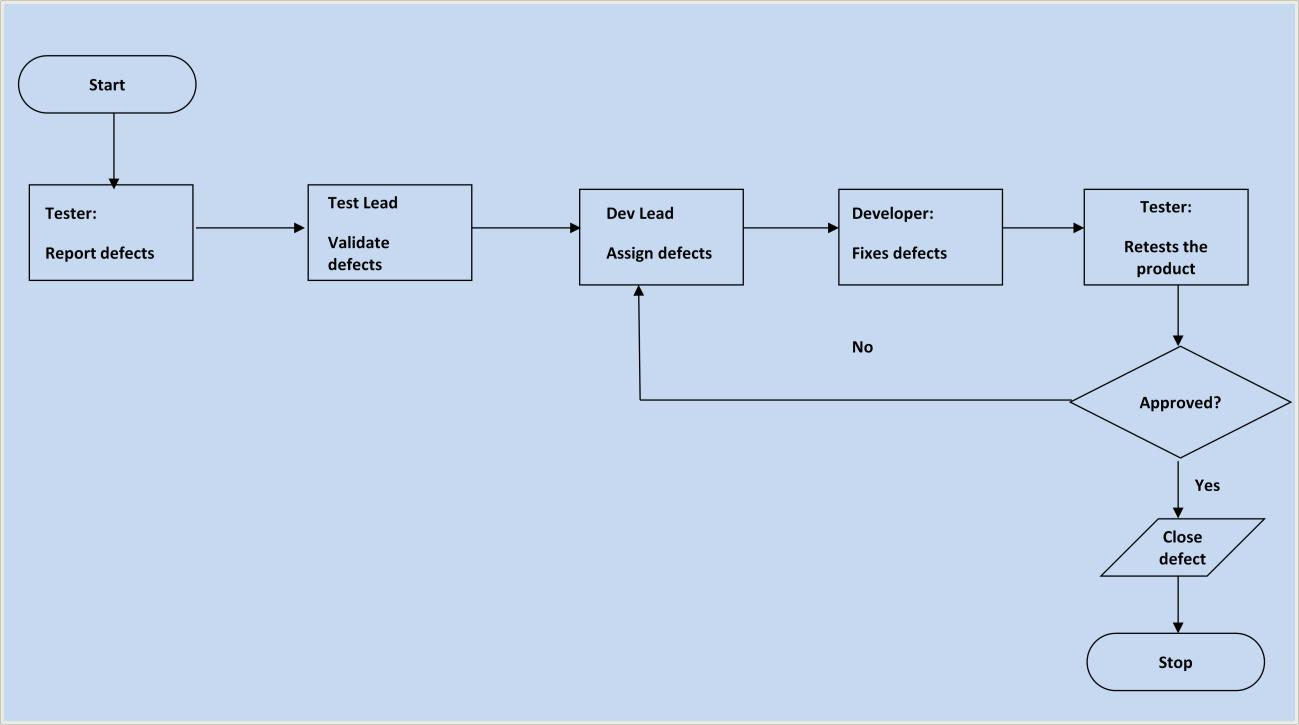 Start
Tester:
Report defects
Test Lead
Validate
defects
Dev Lead
Assign defects
Developer:
Fixes defects
Tester:
Retests the
product
No
Approved?
Yes
Close
defect
Stop